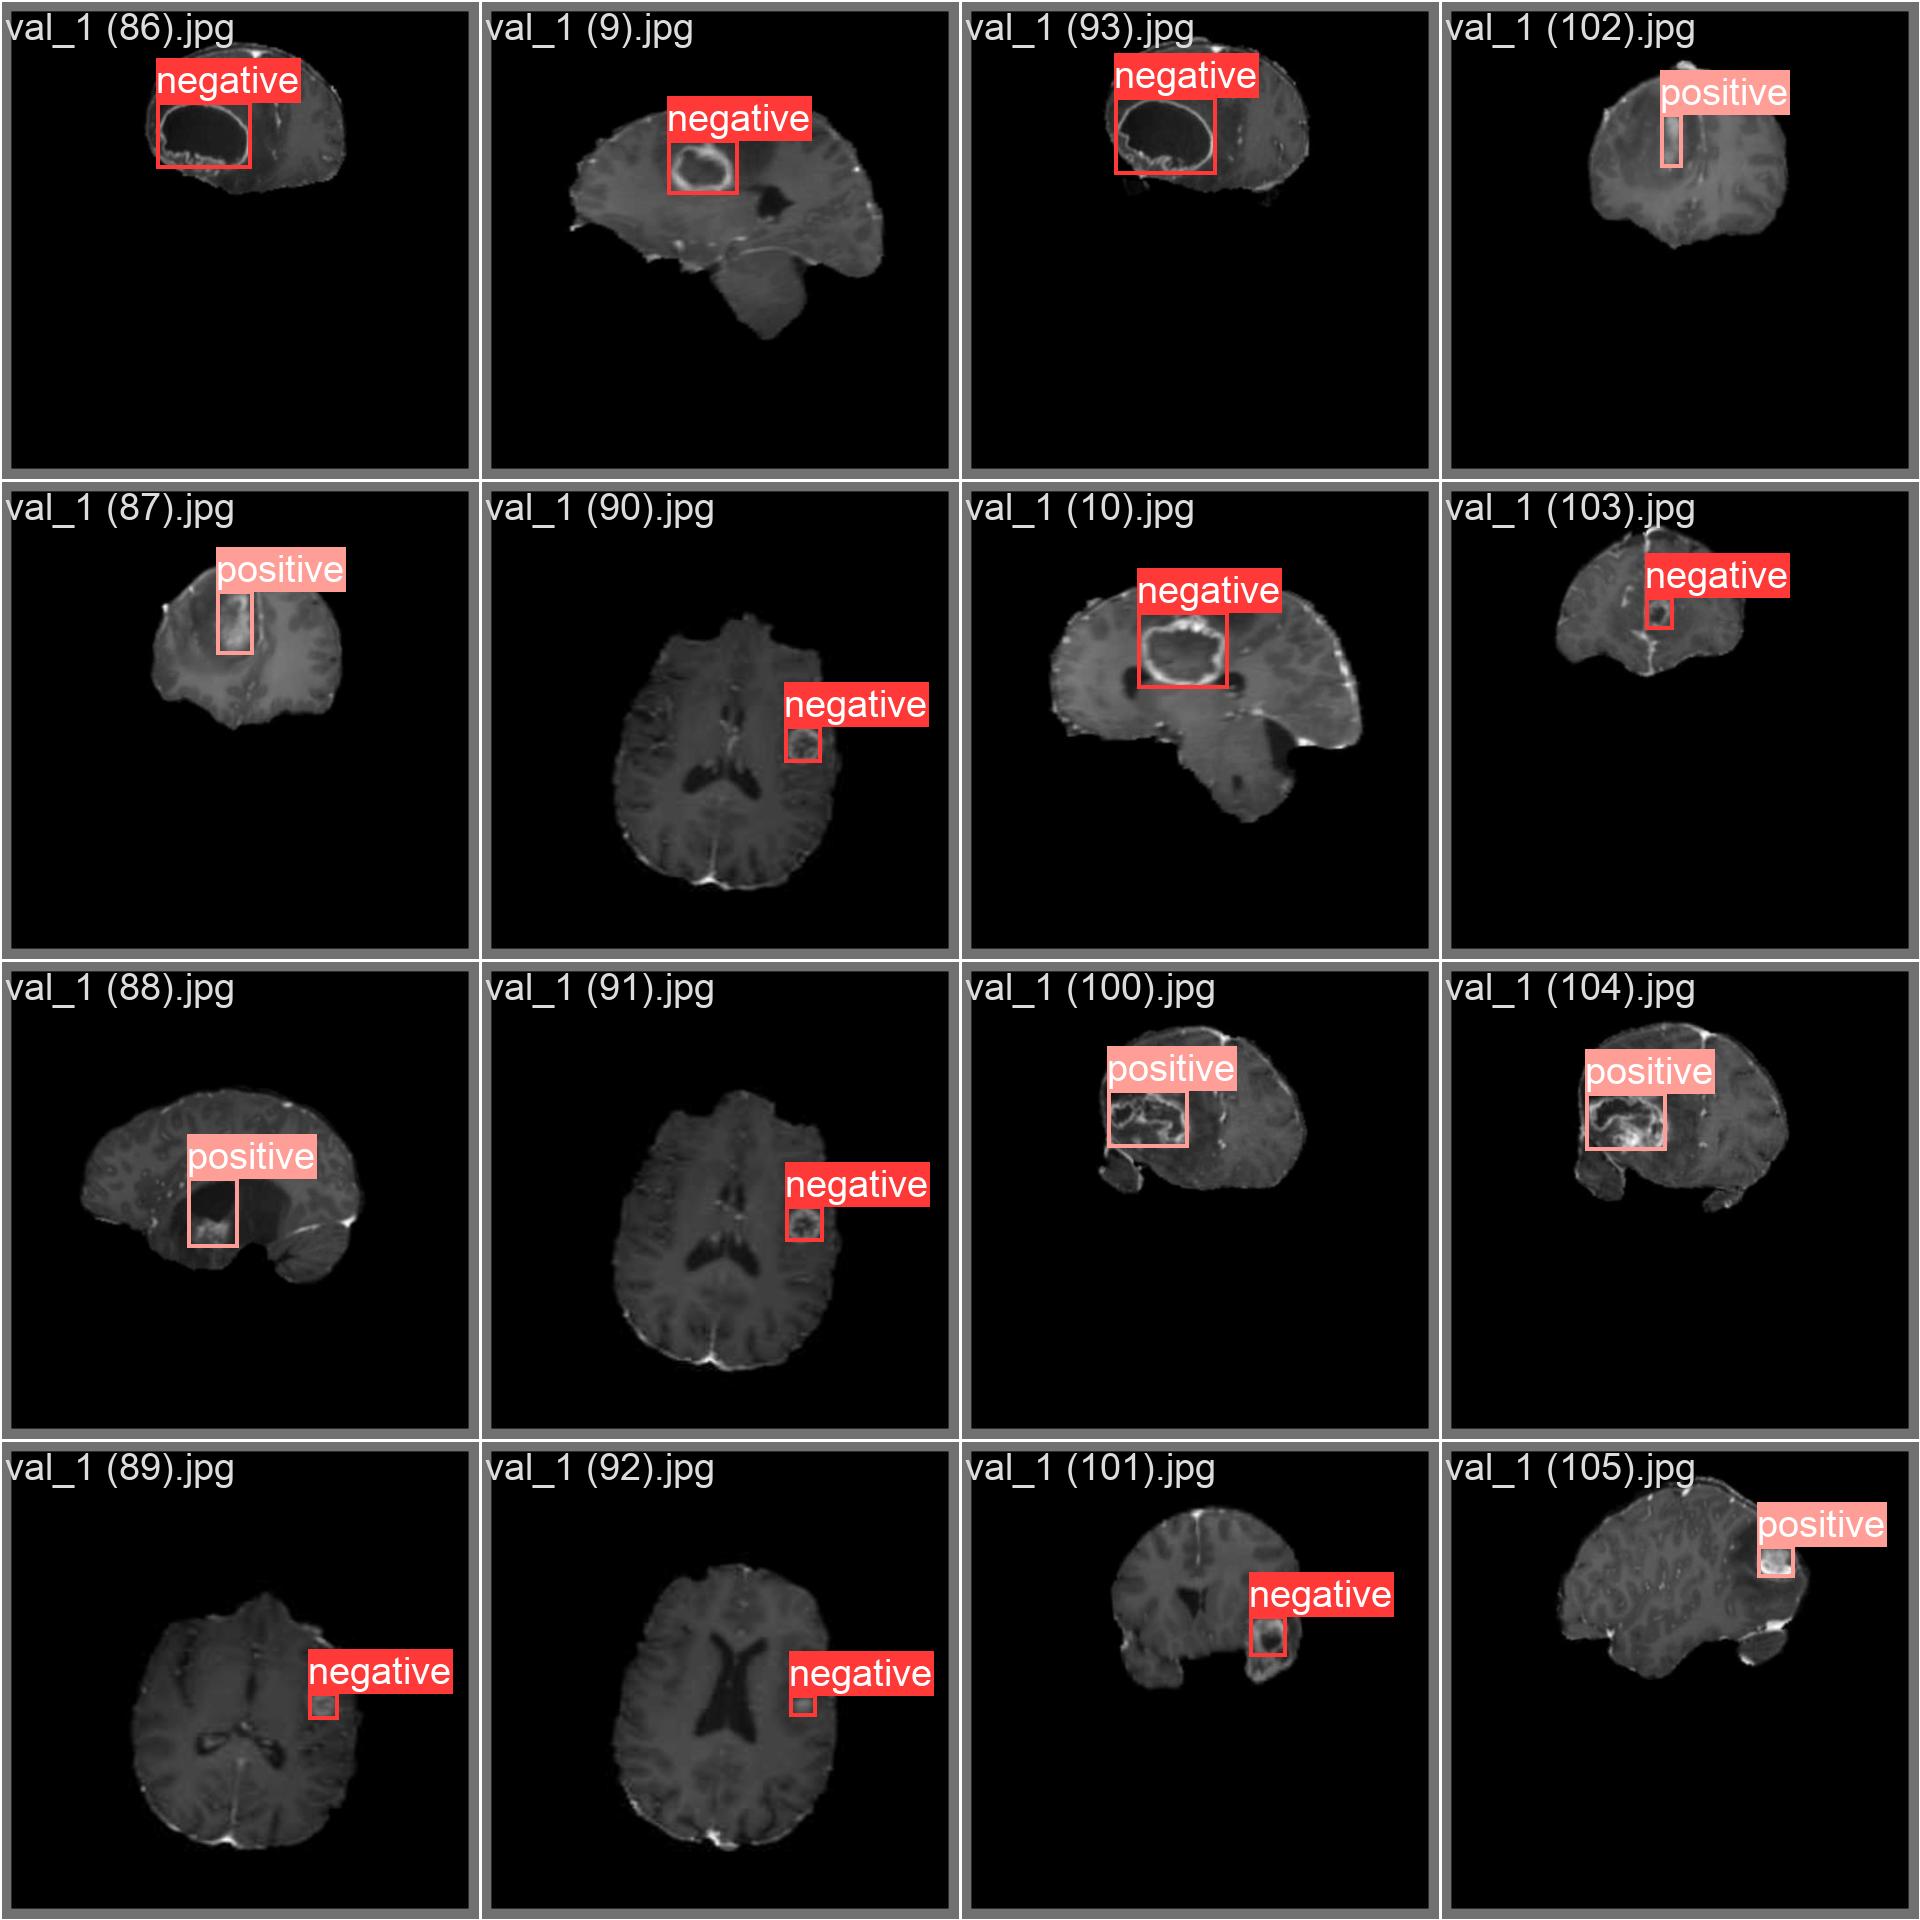 val_1 (86).jpg
negative
val_1 (9).jpg
negative
val_1 (93).jpg
negative
val_1 (102).jpg
positive
val_1 (87).jpg
positive
val_1 (90).jpg
negative
val_1 (10).jpg
negative
val_1 (103).jpg
negative
val_1 (88).jpg
positive
val_1 (91).jpg
negative
val_1 (100).jpg
positive
val_1 (104).jpg
positive
val_1 (89).jpg
negative
val_1 (92).jpg
negative
val_1 (101).jpg
negative
val_1 (105).jpg
positive